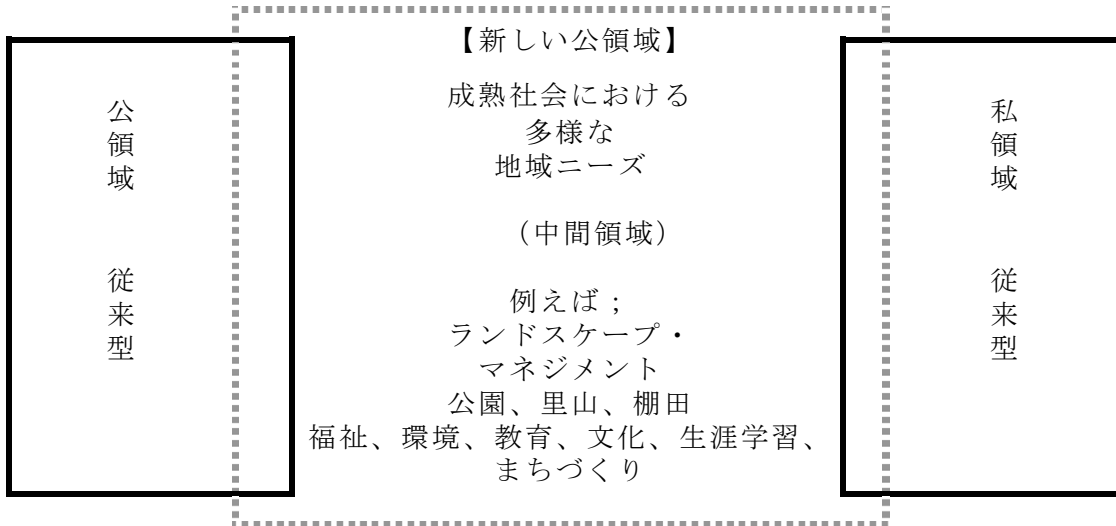 公領域　従来型
【新しい公領域】
成熟社会における
多様な
地域ニーズ
（中間領域）
例えば；
ランドスケープ・
マネジメント
公園、里山、棚田
福祉、環境、教育、文化、生涯学習、
まちづくり
私領域　従来型